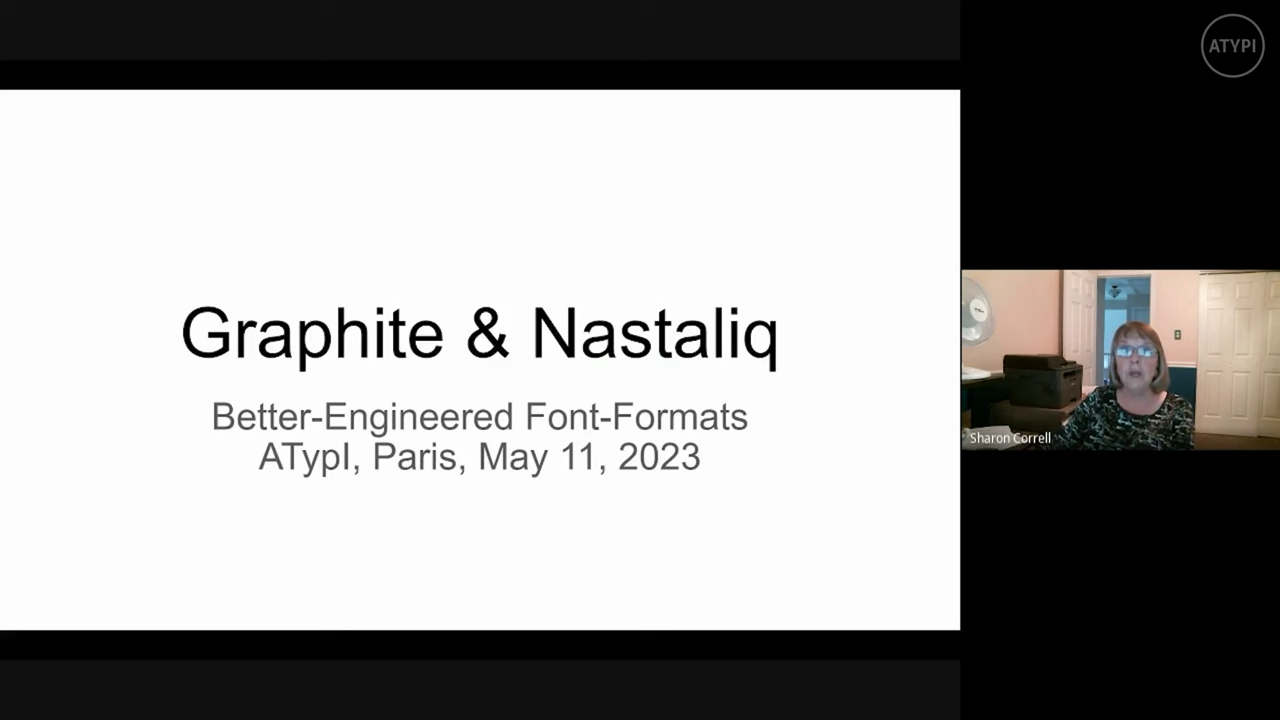 ATYPI
Graphite & Nastaliq
Better-Engineered Font-Formats
ATypI, Paris, May 11, 2023
Sharon Correll